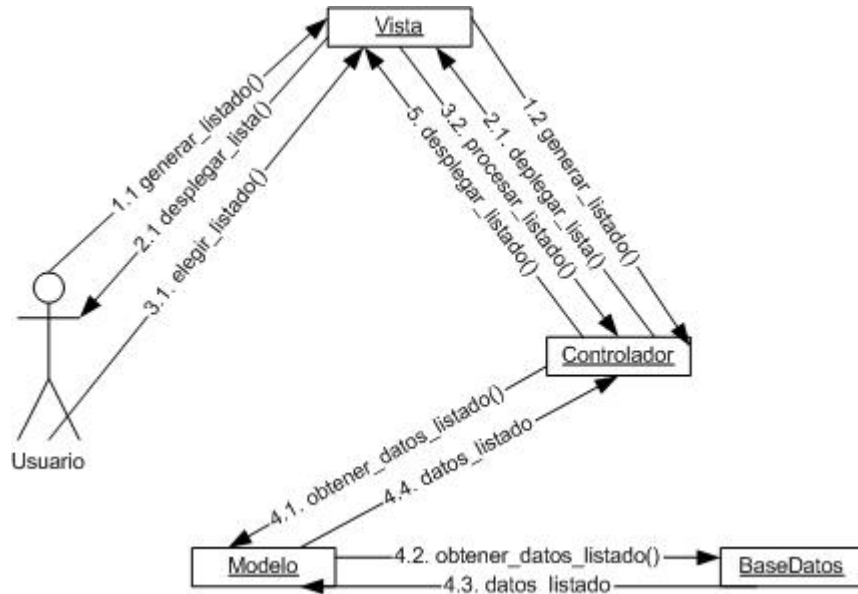 Vista
1.1 generar_listado()
2.1 desplegar_lista()
3.1. elegir_listado()
5. desplegar_listado()
3.2. procesar_listado()
2.1. deplegar_lista()
1.2 generar_listado()
Usuario
Controlador
4.1. obtener_datos_listado()
4.4. datos_listado
Modelo
4.2. obtener_datos_listado()
4.3. datos_listado
BaseDatos